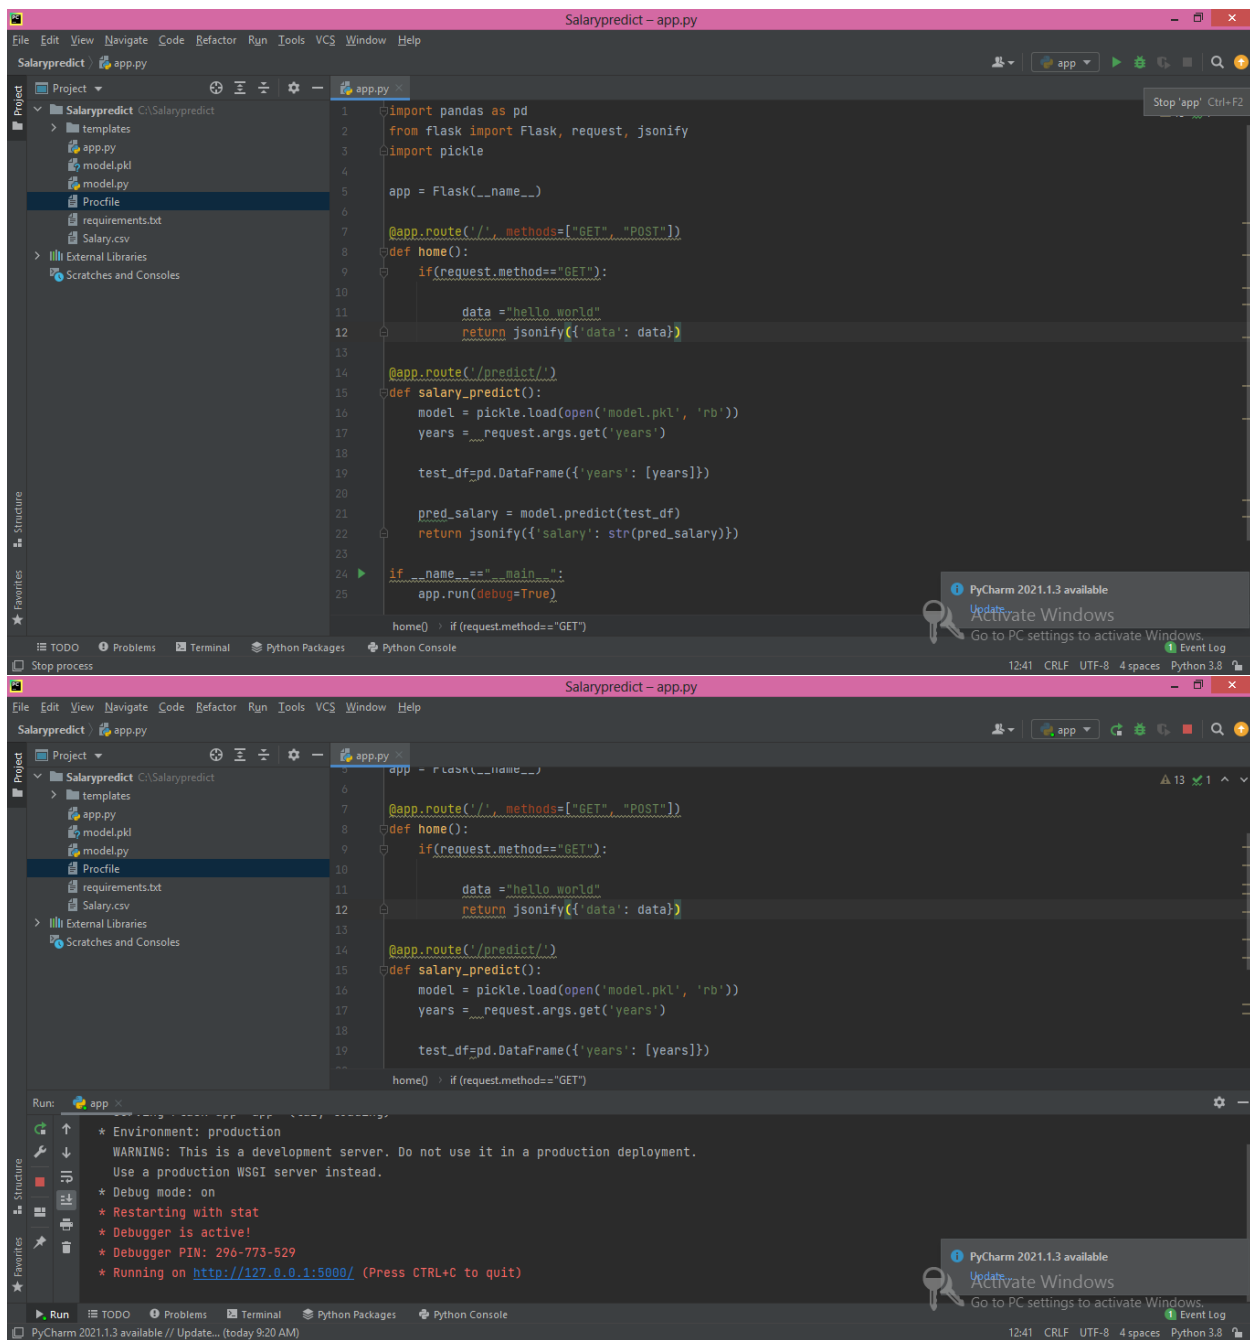 Salarypredict – app.py
File Edit View Navigate Code Refactor Run Tools VCS Window Help
Salarypredict app.py
app
Project
app.py
Stop 'app' Ctrl+F2
Project
Salarypredict C:\Salarypredict
templates
app.py
model.pkl
model.py
Procfile
requirements.txt
Salary.csv
External Libraries
Scratches and Consoles
1 import pandas as pd
2 from flask import Flask, request, jsonify
3 import pickle
4
5 app = Flask(__name__)
6
7 @app.route('/', methods=["GET", "POST"])
8 def home():
9 if(request.method=="GET"):
10
11 data ="hello world"
12 return jsonify({'data': data})
13
14 @app.route('/predict/')
15 def salary_predict():
16 model = pickle.load(open('model.pkl', 'rb'))
17 years = request.args.get('years')
18
19 test_df=pd.DataFrame({'years': [years]})
20
21 pred_salary = model.predict(test_df)
22 return jsonify({'salary': str(pred_salary)})
23
24 if __name__=="__main__":
25 app.run(debug=True)
home() if (request.method=="GET")
Structure
Favorites
PyCharm 2021.1.3 available
Update...
Activate Windows
Go to PC settings to activate Windows.
TODO Problems Terminal Python Packages Python Console
1 Event Log
Stop process
12:41 CRLF UTF-8 4 spaces Python 3.8
Salarypredict – app.py
File Edit View Navigate Code Refactor Run Tools VCS Window Help
Salarypredict app.py
app
Project
app.py
Project
Salarypredict C:\Salarypredict
templates
app.py
model.pkl
model.py
Procfile
requirements.txt
Salary.csv
External Libraries
Scratches and Consoles
13 1
5 app = Flask(__name__)
6
7 @app.route('/', methods=["GET", "POST"])
8 def home():
9 if(request.method=="GET"):
10
11 data ="hello world"
12 return jsonify({'data': data})
13
14 @app.route('/predict/')
15 def salary_predict():
16 model = pickle.load(open('model.pkl', 'rb'))
17 years = request.args.get('years')
18
19 test_df=pd.DataFrame({'years': [years]})
home() if (request.method=="GET")
Run: app
* Environment: production
WARNING: This is a development server. Do not use it in a production deployment.
Use a production WSGI server instead.
* Debug mode: on
* Restarting with stat
* Debugger is active!
* Debugger PIN: 296-773-529
* Running on http://127.0.0.1:5000/ (Press CTRL+C to quit)
Structure
Favorites
PyCharm 2021.1.3 available
Update...
Activate Windows
Go to PC settings to activate Windows.
Run TODO Problems Terminal Python Packages Python Console
1 Event Log
PyCharm 2021.1.3 available // Update... (today 9:20 AM)
12:41 CRLF UTF-8 4 spaces Python 3.8